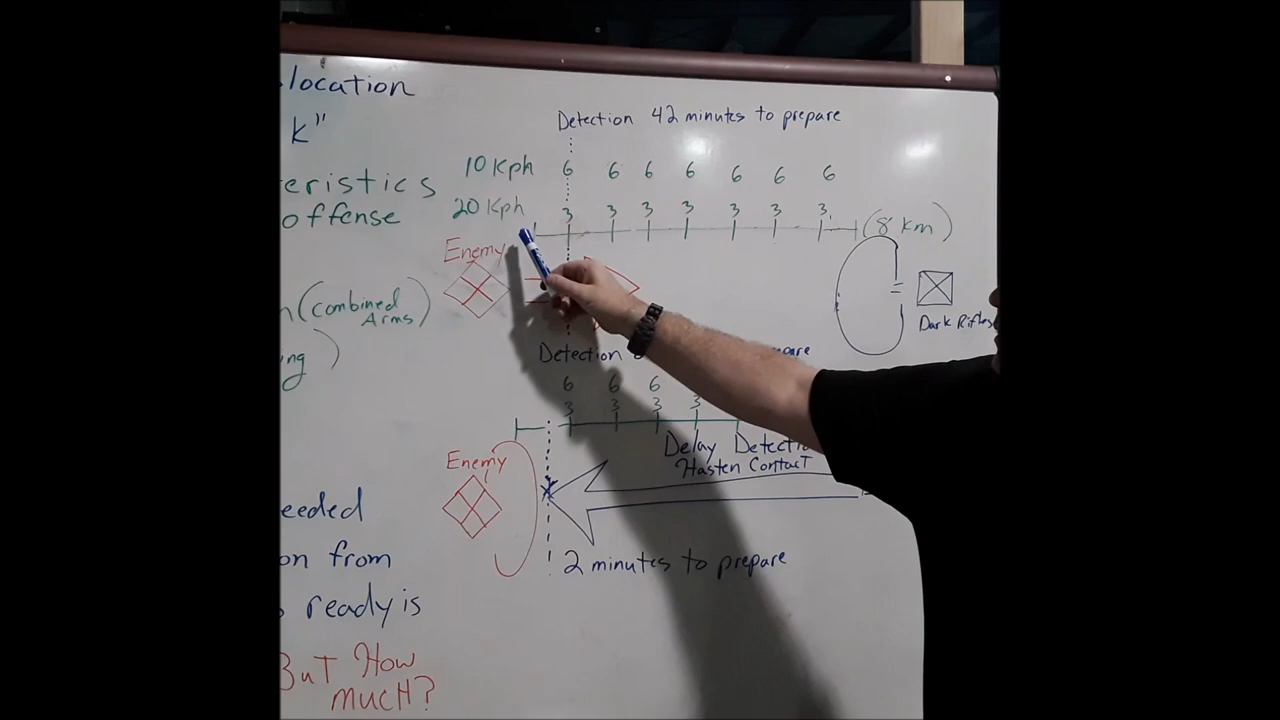 location
k"
eristics
offense
(combined
Arms)
ng)
eeded
on from
ready is
But How
much?
Detection 42 minutes to prepare
10 Kph 6 6 6 6 6 6 6
20 Kph 3 3 3 3 3 3 3
(8 Km)
Enemy
Dark Rifles
Detection
6 6 6
3 3 3 3
Delay Detectio
Hasten Contact
Enemy
2 minutes to prepare